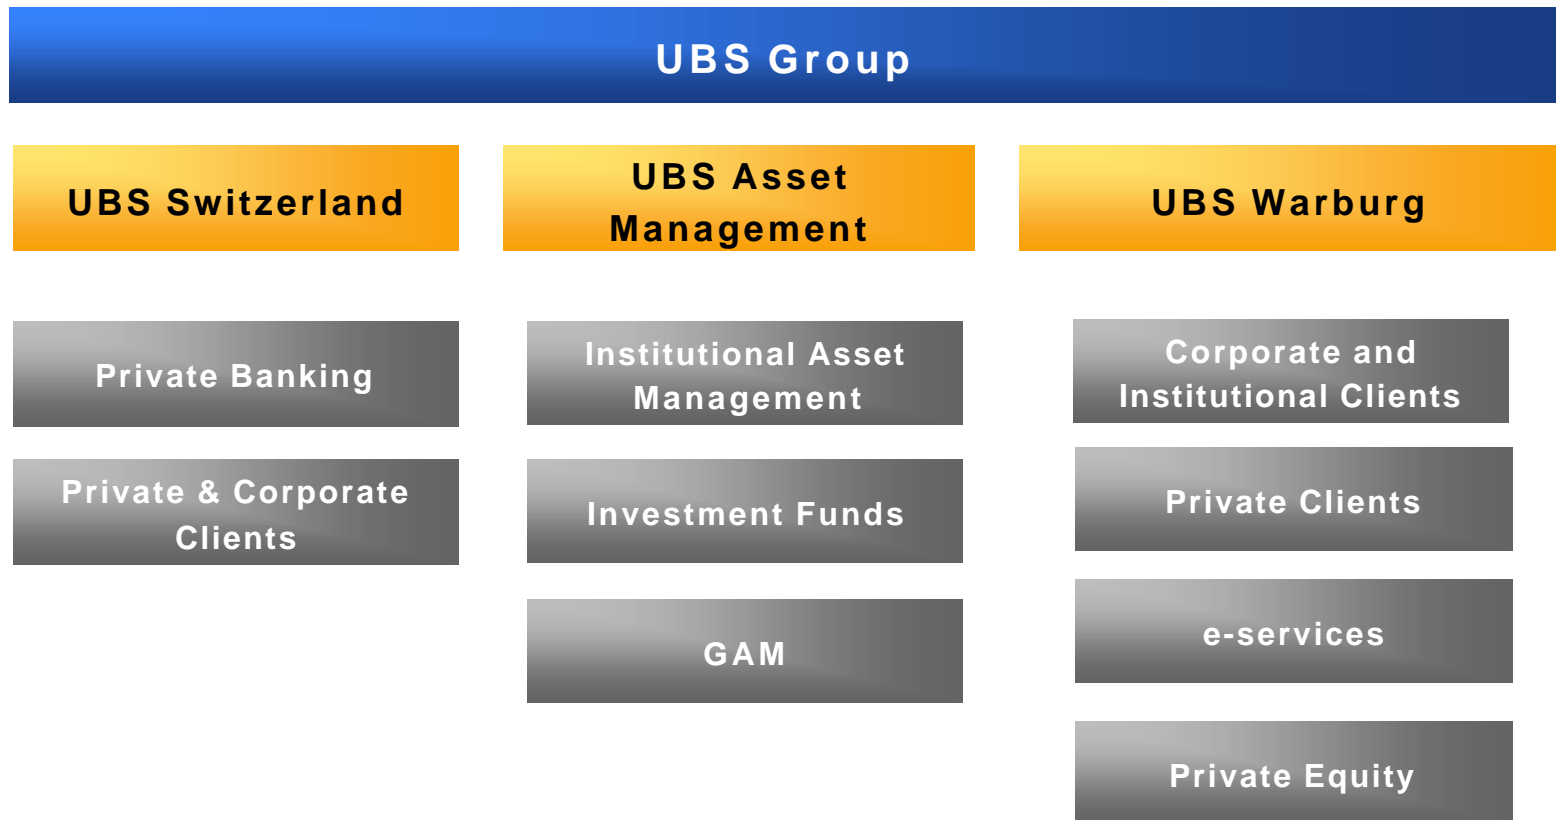 UBS Group
UBS Switzerland
UBS Asset
Management
UBS Warburg
Private Banking
Private & Corporate
Clients
Institutional Asset
Management
Investment Funds
GAM
Corporate and
Institutional Clients
Private Clients
e-services
Private Equity